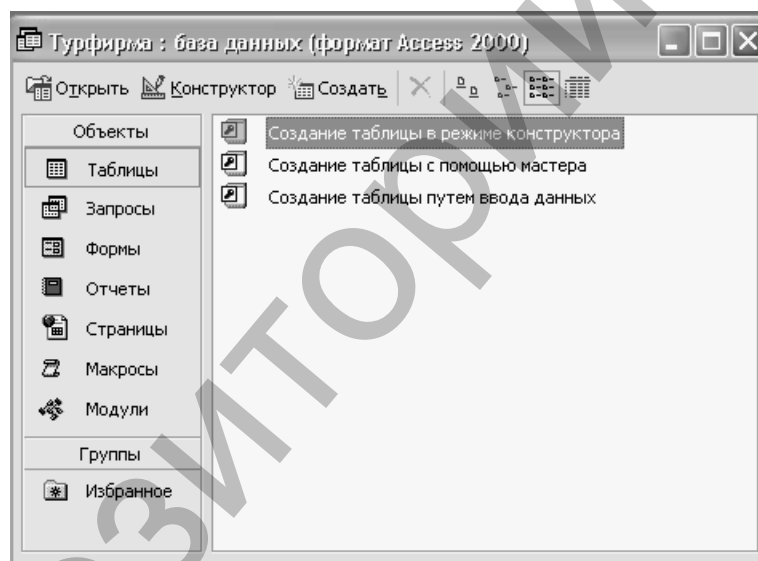 Турфирма : база данных (формат Access 2000)
Открыть Конструктор Создать
Объекты
Таблицы
Запросы
Формы
Отчеты
Страницы
Макросы
Модули
Группы
Избранное
Создание таблицы в режиме конструктора
Создание таблицы с помощью мастера
Создание таблицы путем ввода данных